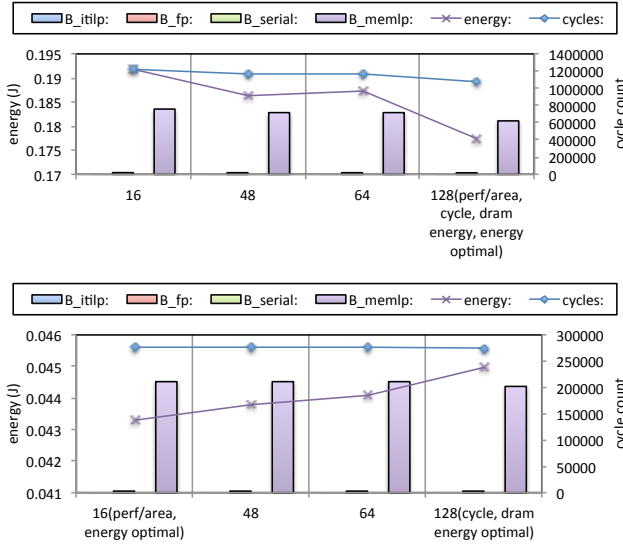 B_itilp: B_fp: B_serial: B_memlp: energy: cycles:
0.195
0.19
0.185
0.18
0.175
0.17
energy (J)
1400000
1200000
1000000
800000
600000
400000
200000
0
cycle count
16 48 64 128(perf/area,
cycle, dram
energy, energy
optimal)
B_itilp: B_fp: B_serial: B_memlp: energy: cycles:
0.046
0.045
0.044
0.043
0.042
0.041
energy (J)
300000
250000
200000
150000
100000
50000
0
cycle count
16(perf/area, 48 64 128(cycle, dram
energy optimal) energy optimal)